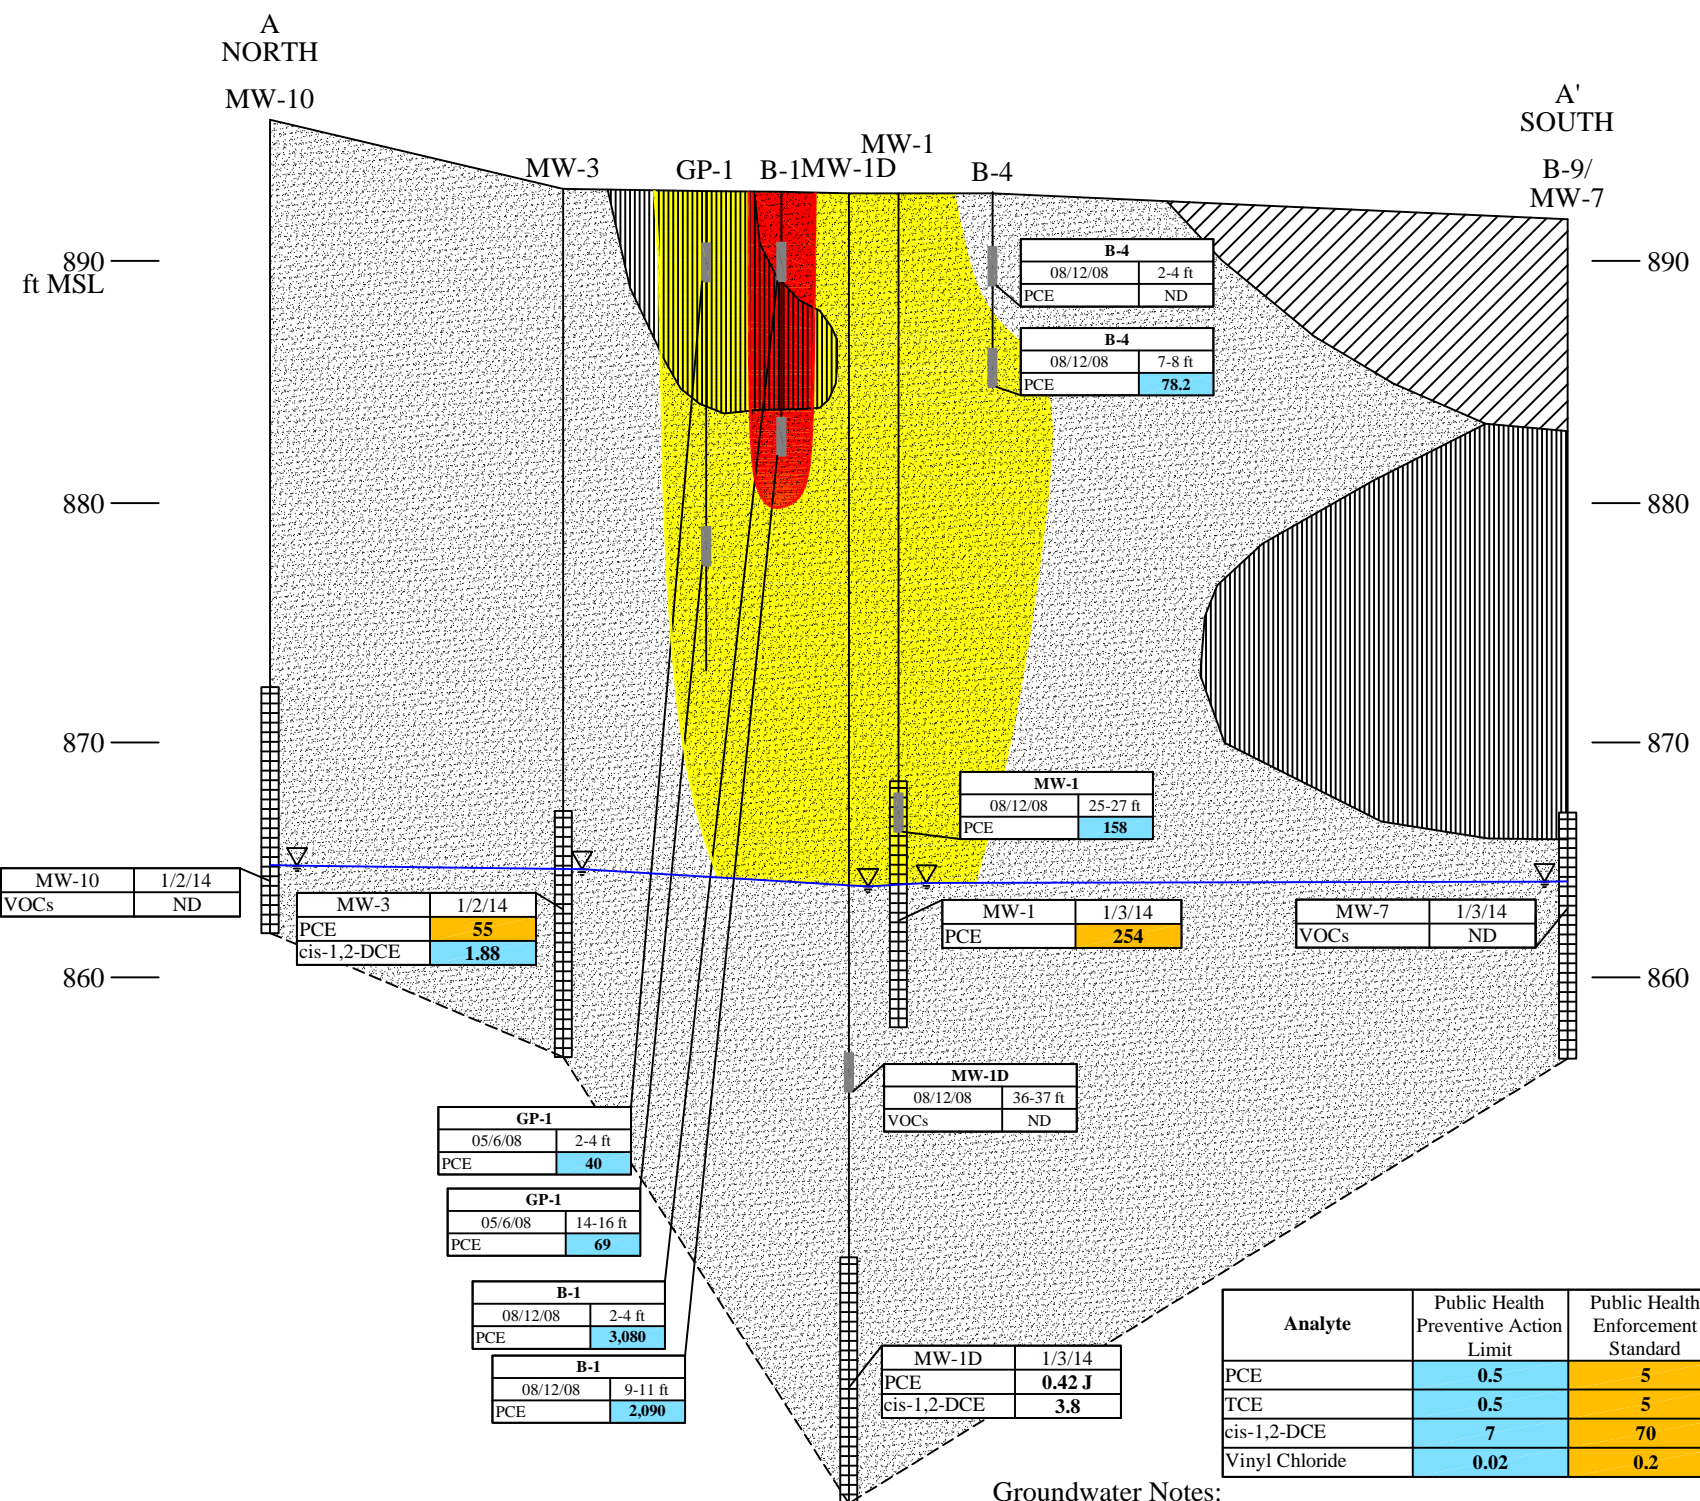 A
NORTH
MW-10
MW-3
GP-1
B-1
MW-1D
MW-1
B-4
A'
SOUTH
B-9/
MW-7
890
ft MSL
880
870
860
890
880
870
860
B-4
08/12/08 2-4 ft
PCE ND
B-4
08/12/08 7-8 ft
PCE 78.2
MW-1
08/12/08 25-27 ft
PCE 158
MW-10 1/2/14
VOCs ND
MW-3 1/2/14
PCE 55
cis-1,2-DCE 1.88
MW-1 1/3/14
PCE 254
MW-7 1/3/14
VOCs ND
MW-1D
08/12/08 36-37 ft
VOCs ND
GP-1
05/6/08 2-4 ft
PCE 40
GP-1
05/6/08 14-16 ft
PCE 69
B-1
08/12/08 2-4 ft
PCE 3,080
B-1
08/12/08 9-11 ft
PCE 2,090
MW-1D 1/3/14
PCE 0.42 J
cis-1,2-DCE 3.8
Analyte
Public Health
Preventive Action
Limit
Public Health
Enforcement
Standard
PCE 0.5 5
TCE 0.5 5
cis-1,2-DCE 7 70
Vinyl Chloride 0.02 0.2
Groundwater Notes: